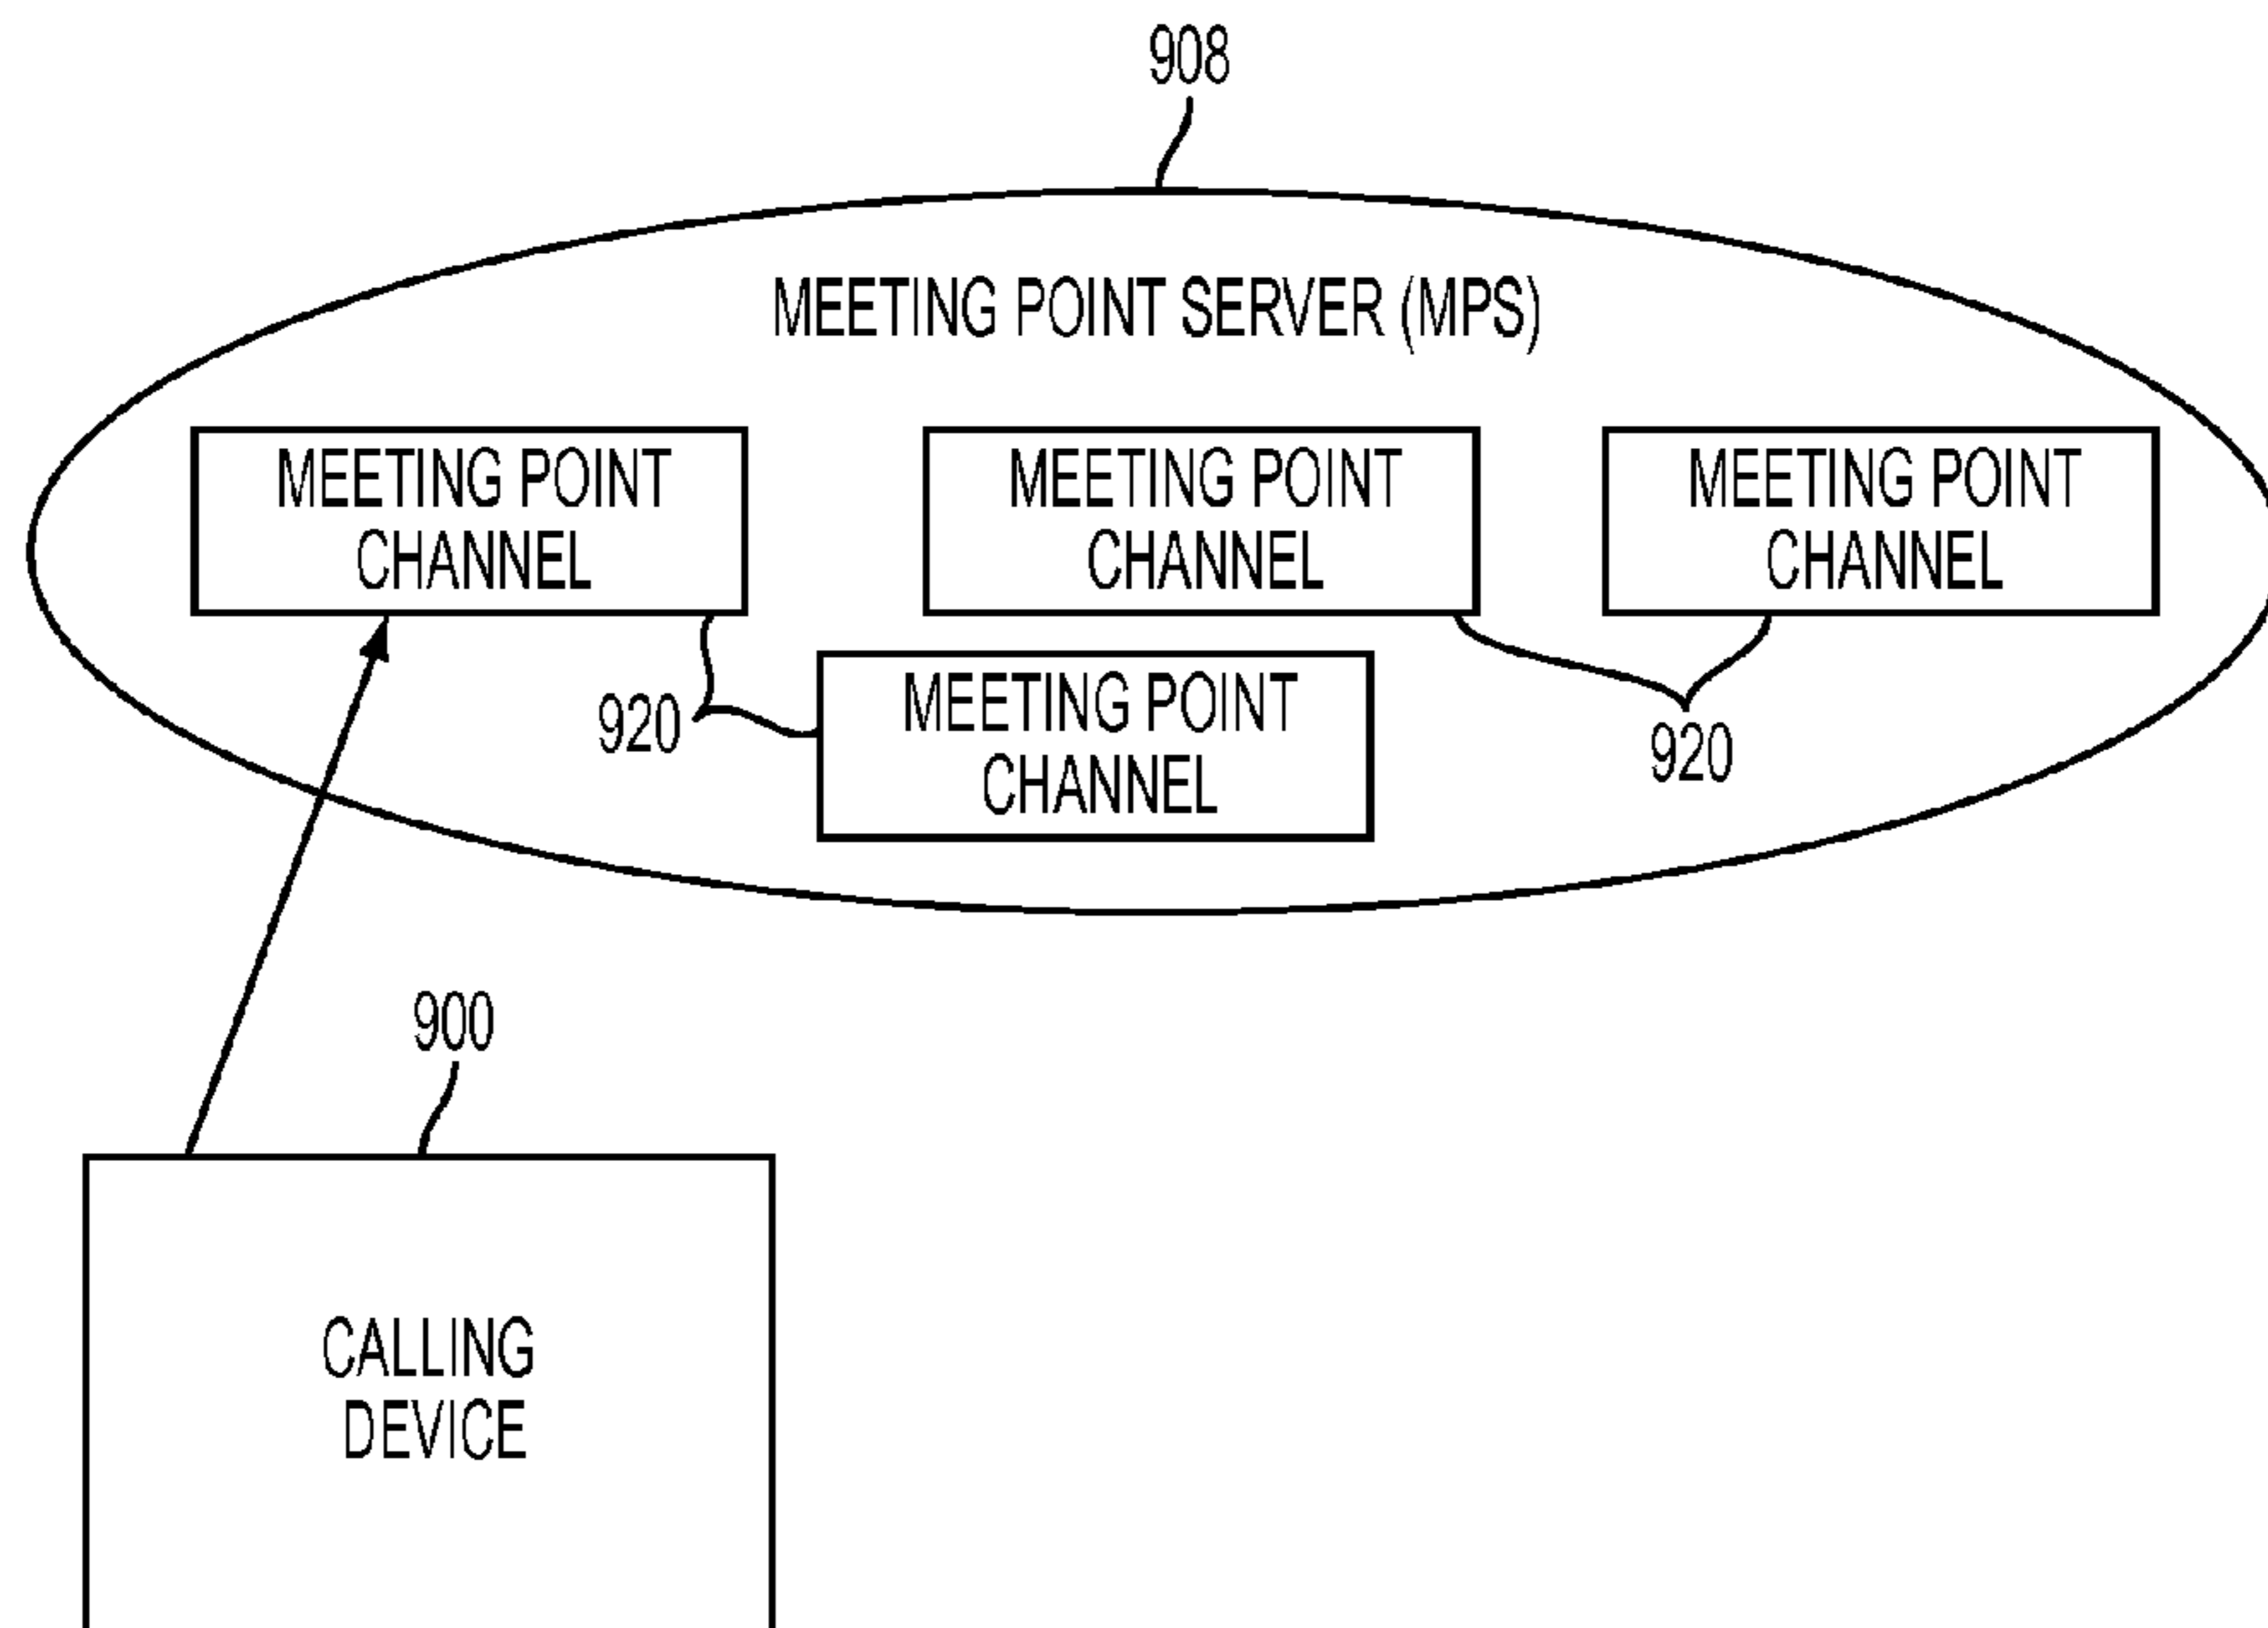 908
MEETING POINT SERVER (MPS)
MEETING POINT
CHANNEL
MEETING POINT
CHANNEL
MEETING POINT
CHANNEL
920
MEETING POINT
CHANNEL
920
900
CALLING
DEVICE